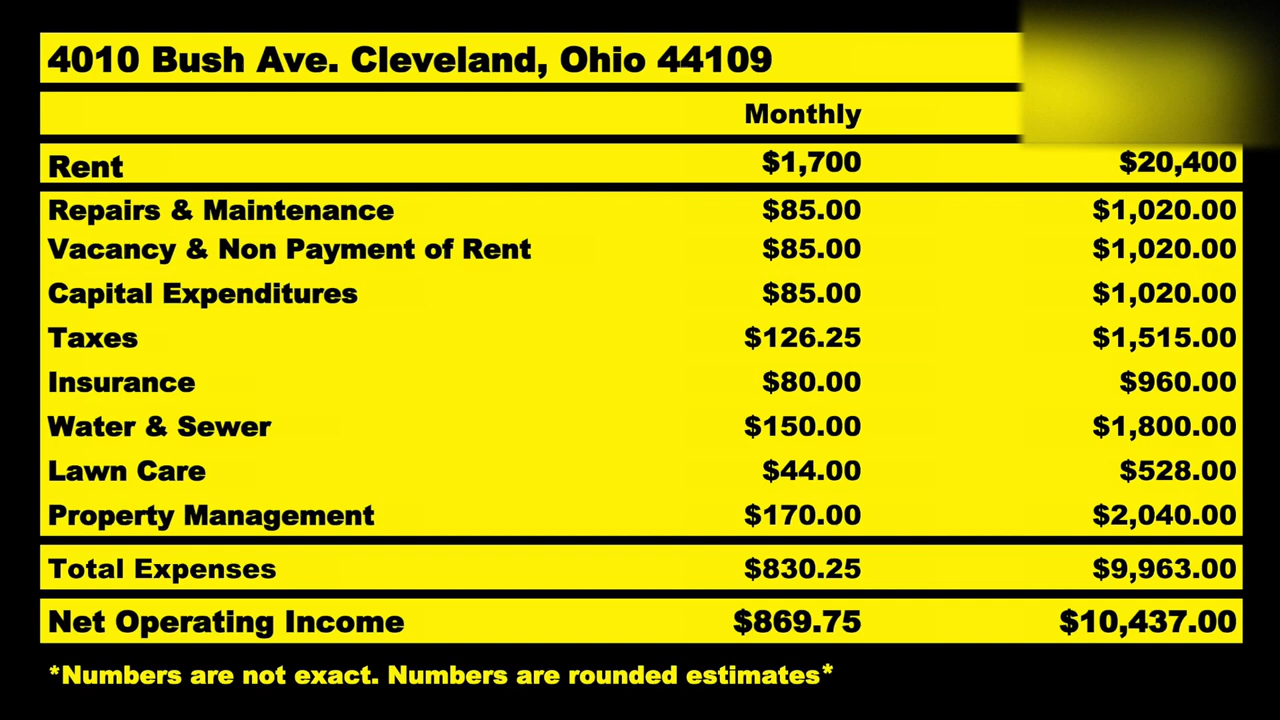 4010 Bush Ave. Cleveland, Ohio 44109
Monthly
Rent $1,700 $20,400
Repairs & Maintenance $85.00 $1,020.00
Vacancy & Non Payment of Rent $85.00 $1,020.00
Capital Expenditures $85.00 $1,020.00
Taxes $126.25 $1,515.00
Insurance $80.00 $960.00
Water & Sewer $150.00 $1,800.00
Lawn Care $44.00 $528.00
Property Management $170.00 $2,040.00
Total Expenses $830.25 $9,963.00
Net Operating Income $869.75 $10,437.00
*Numbers are not exact. Numbers are rounded estimates*